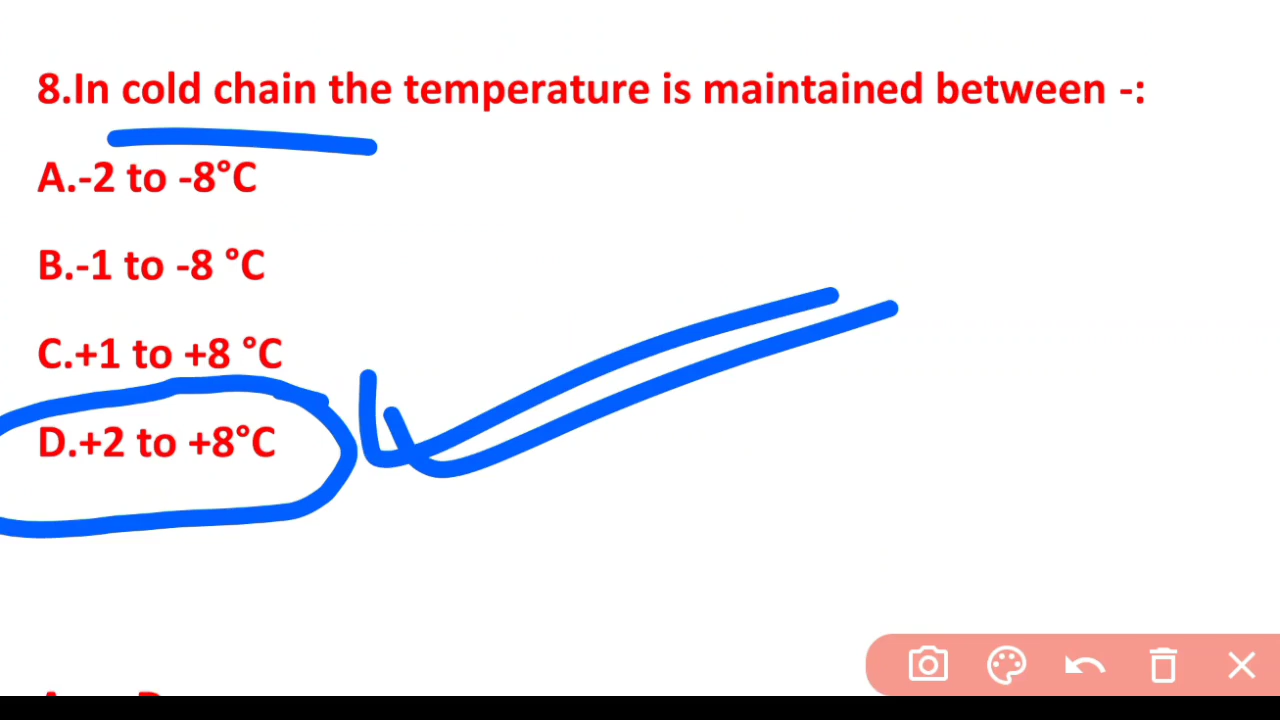 8.In cold chain the temperature is maintained between -:
A.-2 to -8°C
B.-1 to -8 °C
C.+1 to +8 °C
D.+2 to +8°C